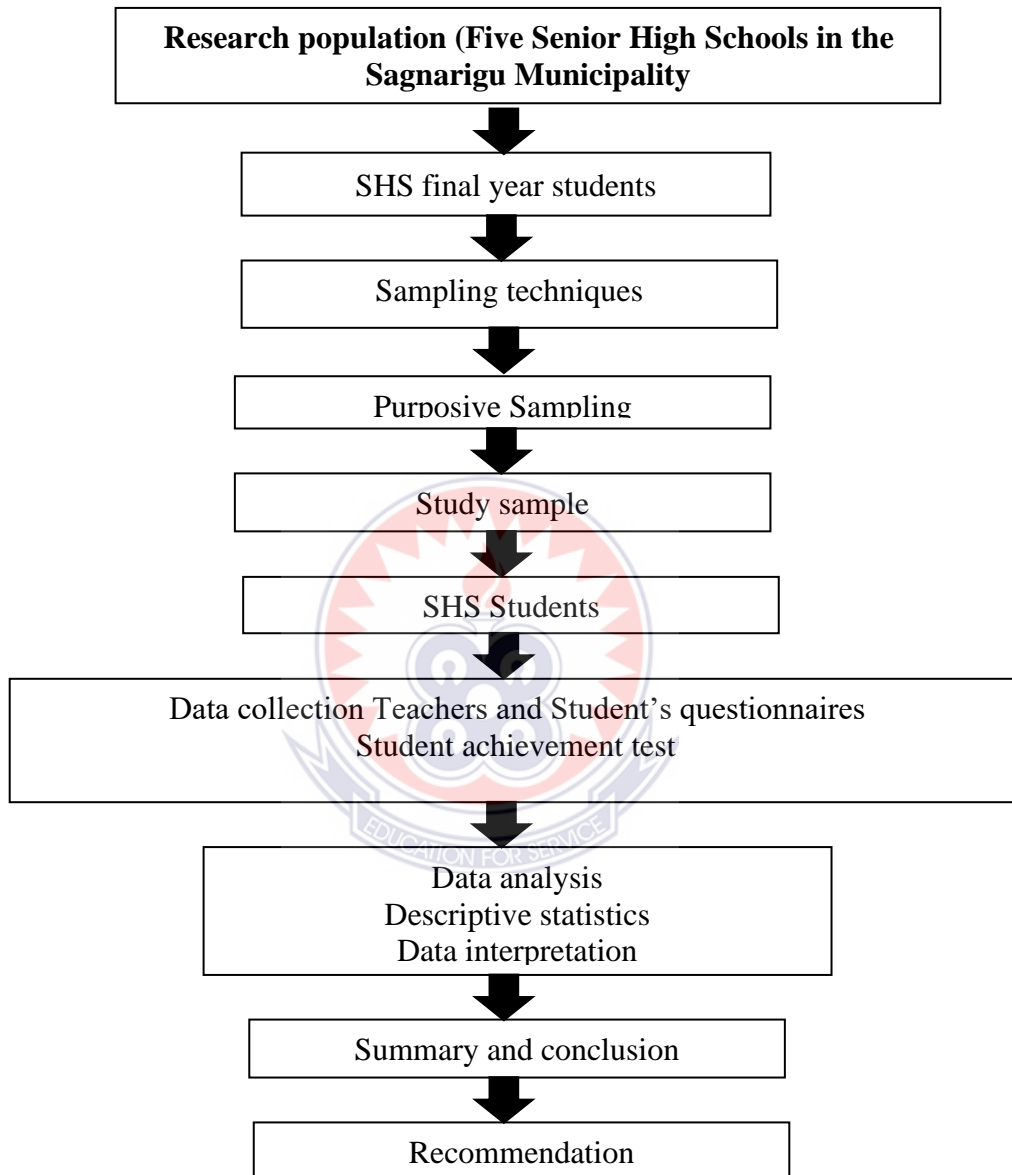 Research population (Five Senior High Schools in the
Sagnarigu Municipality
SHS final year students
Sampling techniques
Purposive Sampling
Study sample
SHS Students
Data collection Teachers and Student’s questionnaires
Student achievement test
EDUCATION FOR SERVICE
Data analysis
Descriptive statistics
Data interpretation
Summary and conclusion
Recommendation